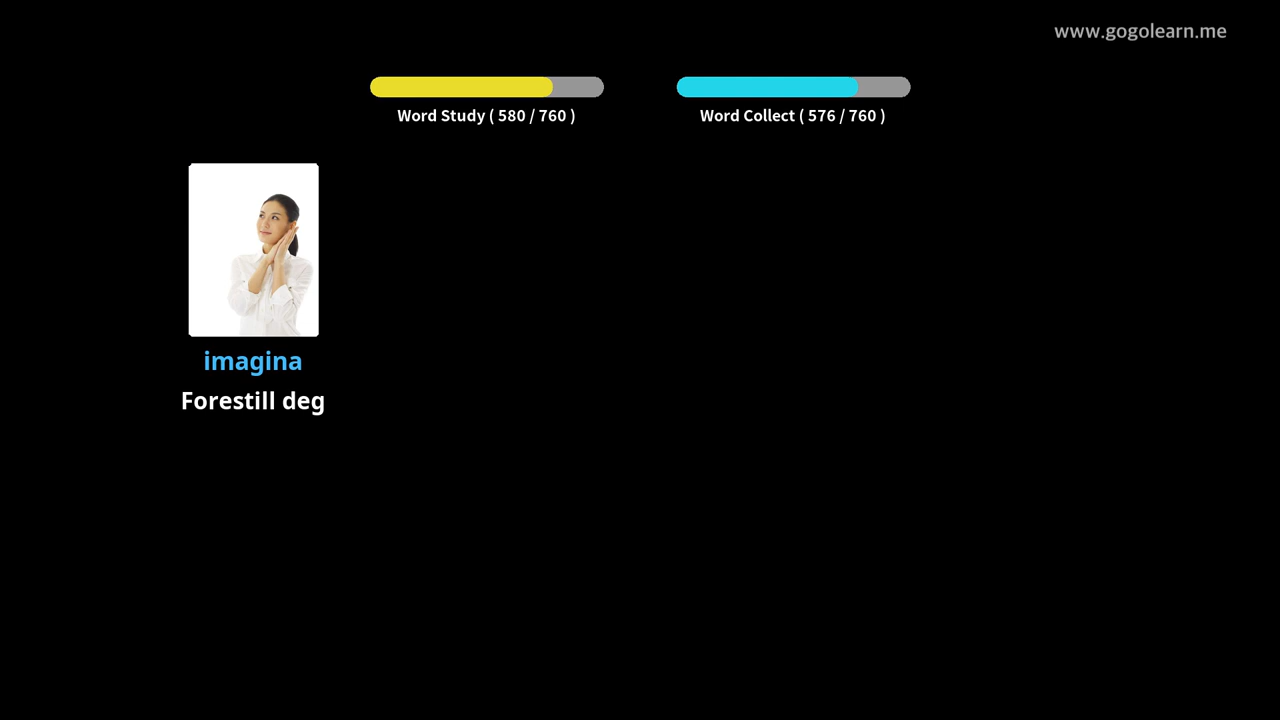 www.gogolearn.me
Word Study ( 580 / 760 )
Word Collect ( 576 / 760 )
imagina
Forestill deg